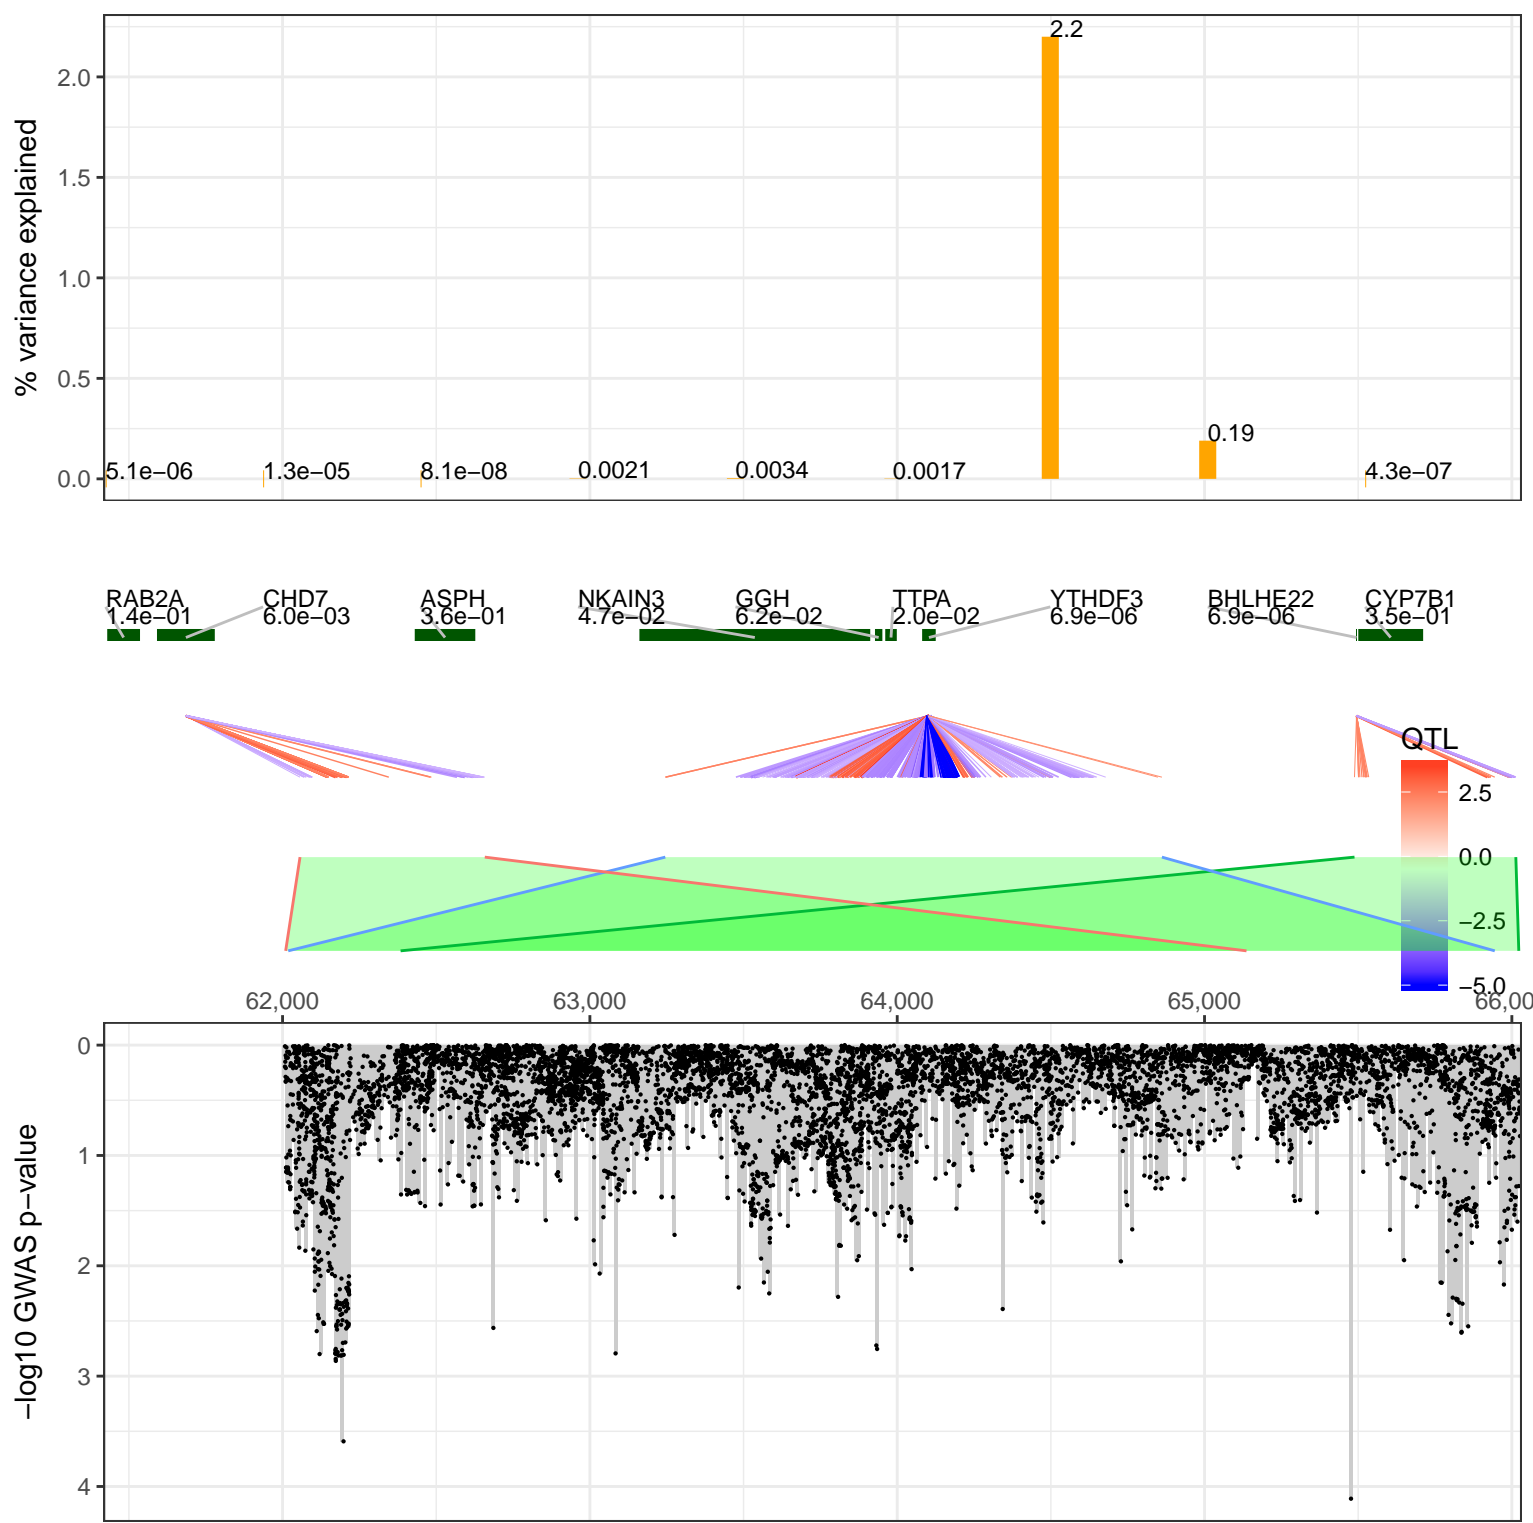 % variance explained
2.0
1.5
1.0
0.5
0.0
2.2
0.19
5.1e−06
1.3e−05
8.1e−08
0.0021
0.0034
0.0017
4.3e−07
RAB2A
1.4e−01
CHD7
6.0e−03
ASPH
3.6e−01
NKAIN3
4.7e−02
GGH
6.2e−02
TTPA
2.0e−02
YTHDF3
6.9e−06
BHLHE22
6.9e−06
CYP7B1
3.5e−01
QTL
2.5
0.0
−2.5
−5.0
62,000
63,000
64,000
65,000
66,00
−log10 GWAS p−value
0
1
2
3
4